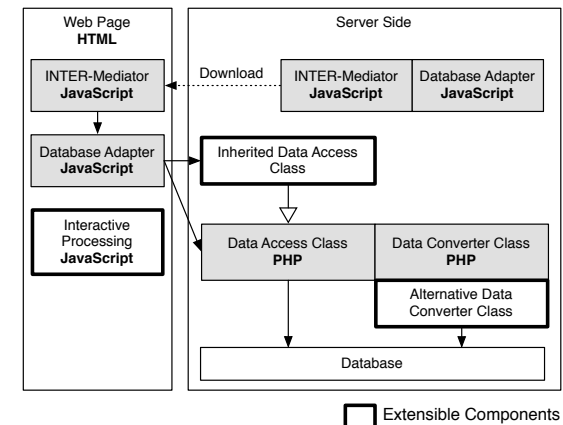 Web Page
HTML
Server Side
INTER-Mediator
JavaScript
Download
INTER-Mediator
JavaScript
Database Adapter
JavaScript
Database Adapter
JavaScript
Inherited Data Access
Class
Interactive
Processing
JavaScript
Data Access Class
PHP
Data Converter Class
PHP
Alternative Data
Converter Class
Database
Extensible Components